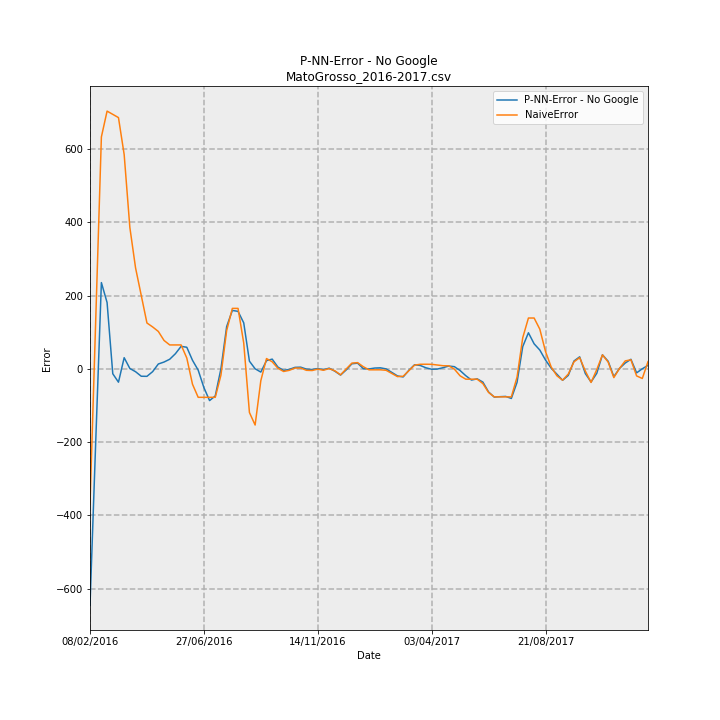 P-NN-Error - No Google
MatoGrosso_2016-2017.csv
P-NN-Error - No Google
NaiveError
Error
600
400
200
0
−200
−400
−600
08/02/2016 27/06/2016 14/11/2016 03/04/2017 21/08/2017
Date